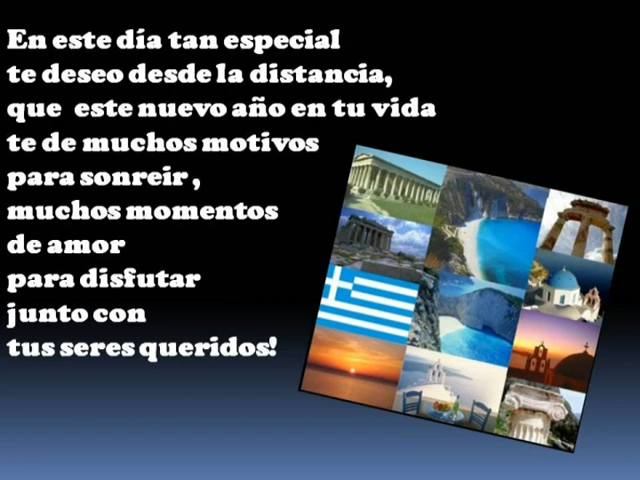 En este día tan especial
te deseo desde la distancia,
que este nuevo año en tu vida
te de muchos motivos
para sonreir ,
muchos momentos
de amor
para disfutar
junto con
tus seres queridos!